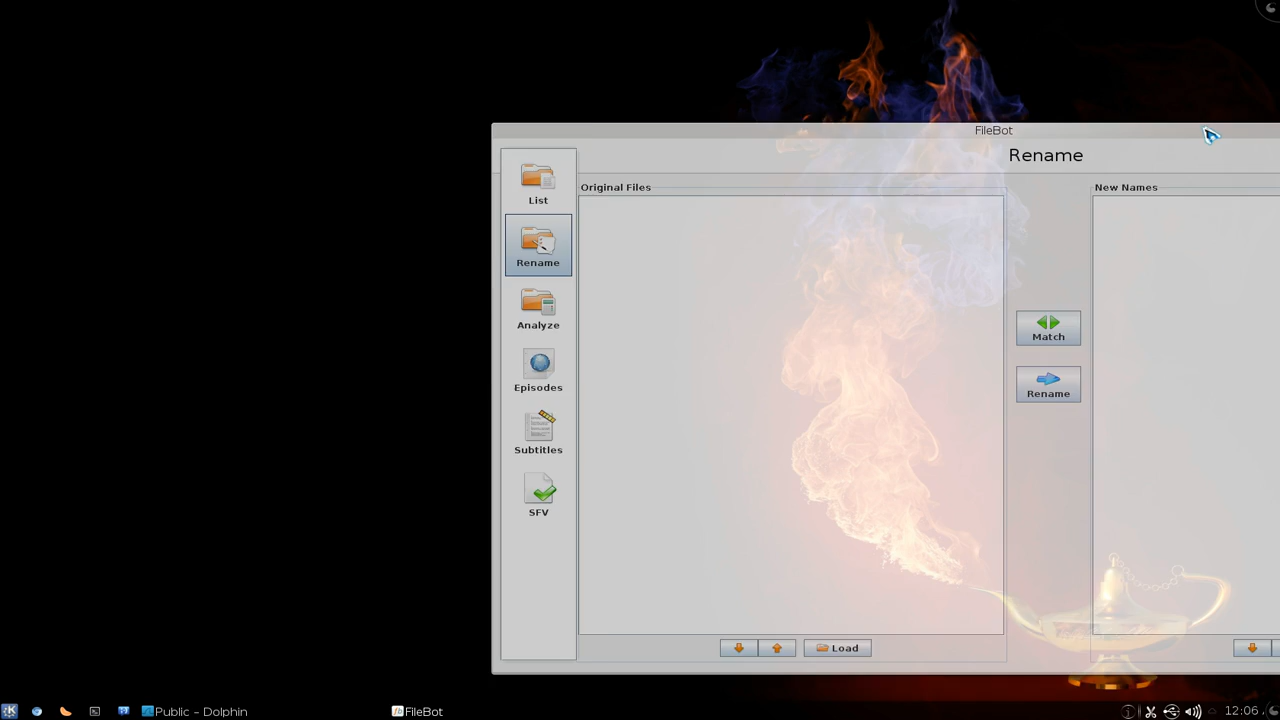 FileBot
Rename
List
Rename
Analyze
Episodes
Subtitles
SFV
Original Files
New Names
Match
Rename
Load
Public – Dolphin
FileBot
12:06